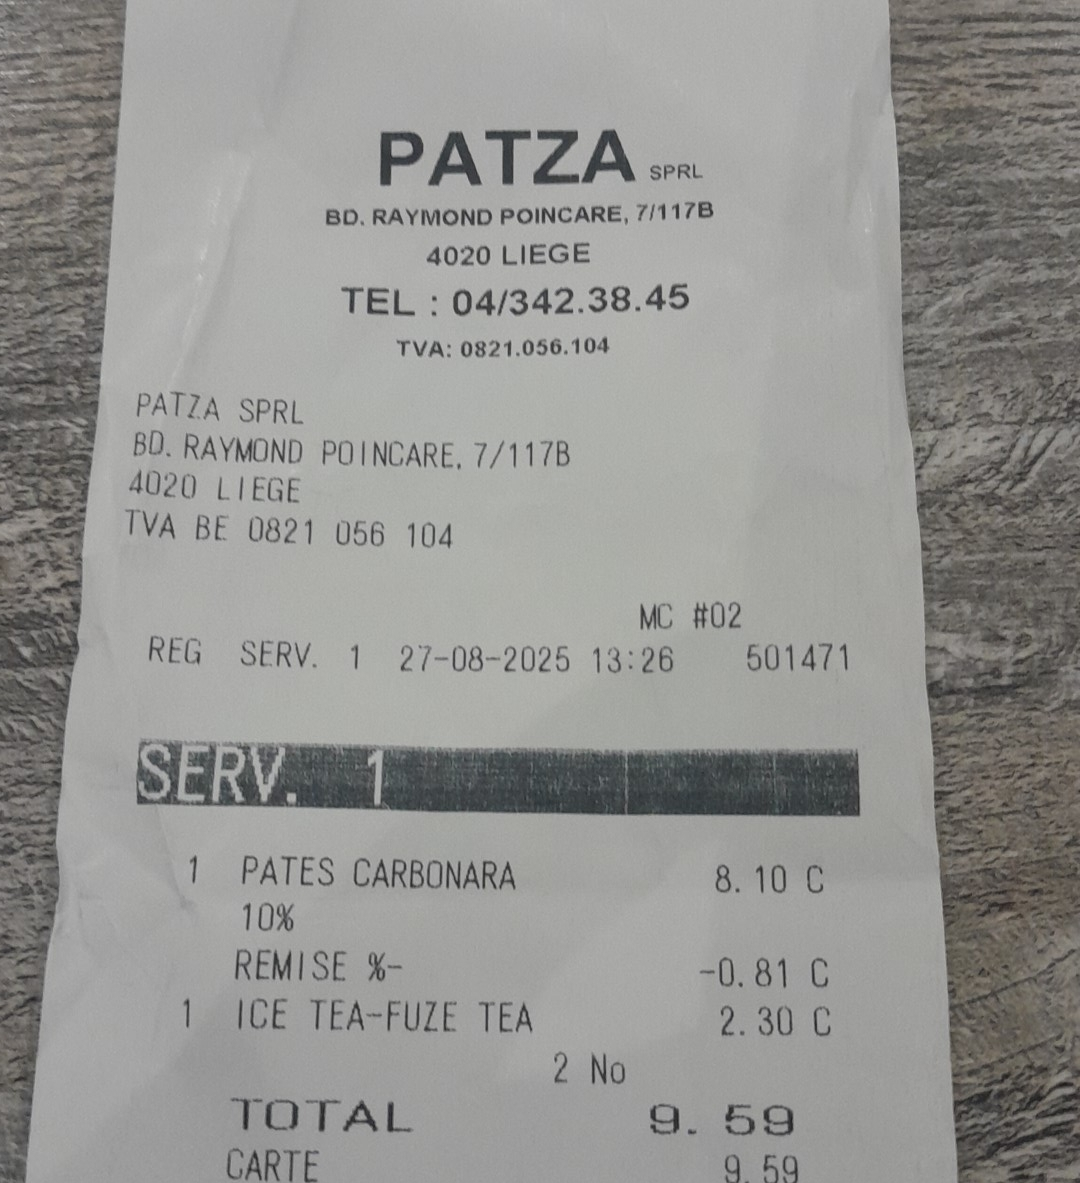 PATZA SPRL
BD. RAYMOND POINCARE, 7/117B
4020 LIEGE
TEL : 04/342.38.45
TVA: 0821.056.104
PATZA SPRL
BD. RAYMOND POINCARE, 7/117B
4020 LIEGE
TVA BE 0821 056 104
MC #02
REG SERV. 1 27-08-2025 13:26 501471
SERV. 1
1 PATES CARBONARA 8.10 C
10%
REMISE %- -0.81 C
1 ICE TEA-FUZE TEA 2.30 C
2 No
TOTAL 9.59
CARTE 9.59